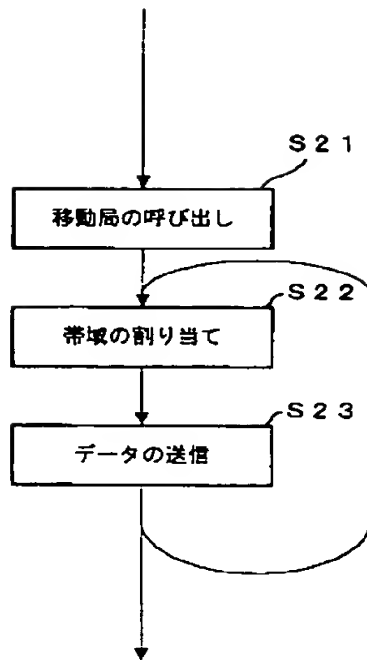 S21
移動局の呼び出し
S22
帯域の割り当て
S23
データの送信